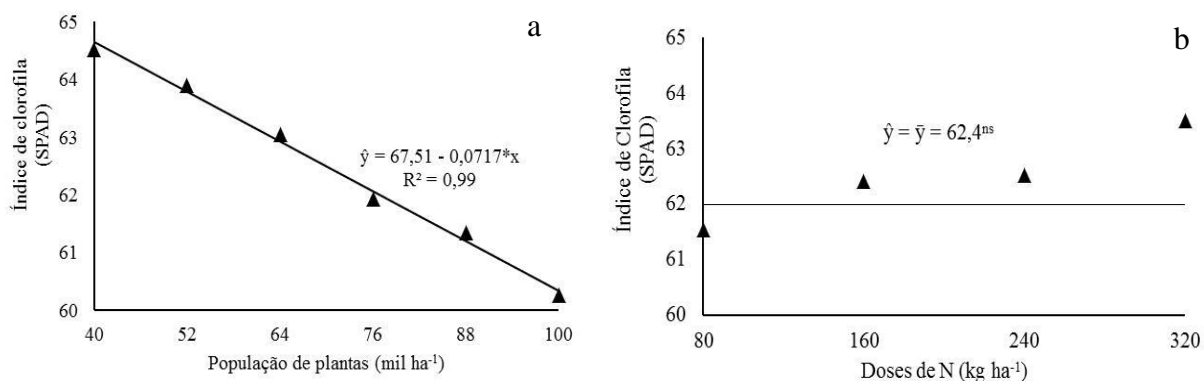 a
Índice de clorofila
(SPAD)
65
64
63
62
61
60
ŷ = 67,51 - 0,0717*x
R² = 0,99
40 52 64 76 88 100
População de plantas (mil ha⁻¹)
b
Índice de Clorofila
(SPAD)
65
64
63
62
61
60
ŷ = ȳ = 62,4ⁿˢ
80 160 240 320
Doses de N (kg ha⁻¹)